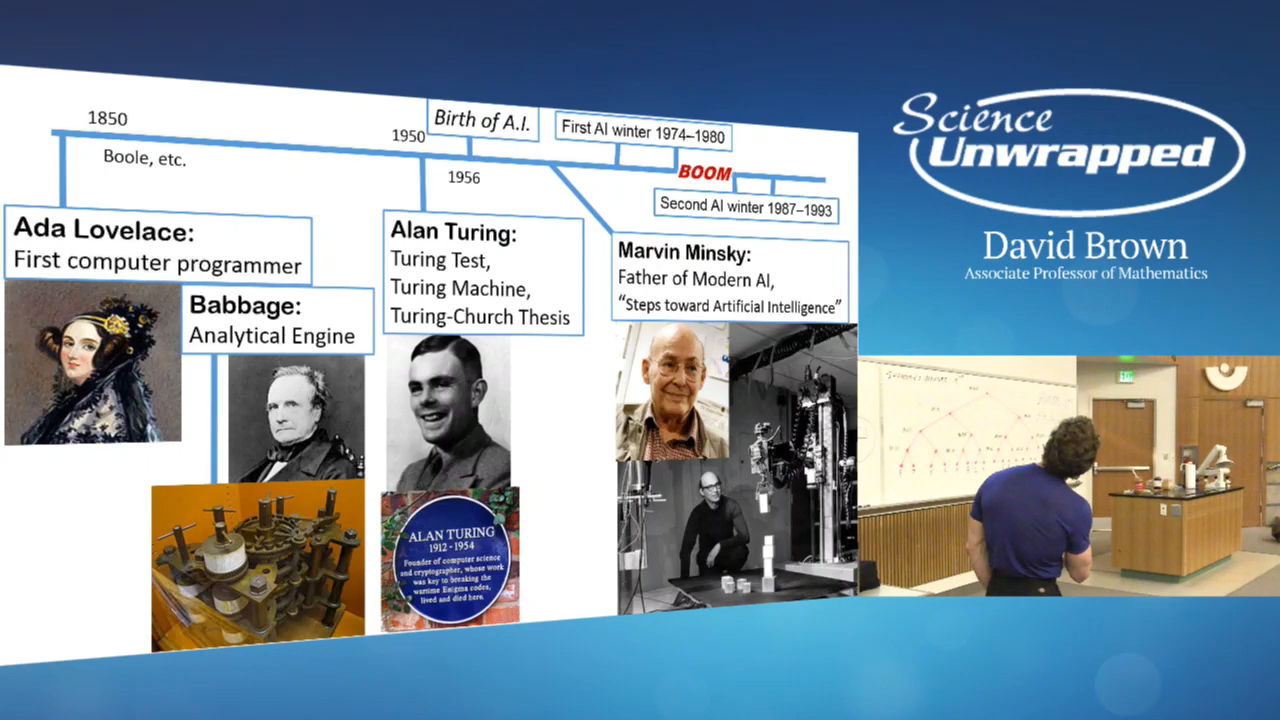 1850
Boole, etc.
1950
Birth of A.I.
1956
First AI winter 1974–1980
BOOM
Second AI winter 1987–1993
Ada Lovelace:
First computer programmer
Babbage:
Analytical Engine
Alan Turing:
Turing Test,
Turing Machine,
Turing-Church Thesis
Marvin Minsky:
Father of Modern AI,
“Steps toward Artificial Intelligence”
ALAN TURING
1912 - 1954
Founder of computer science
and cryptographer, whose work
was key to breaking the
wartime Enigma codes,
lived and died here.
Science
Unwrapped
David Brown
Associate Professor of Mathematics